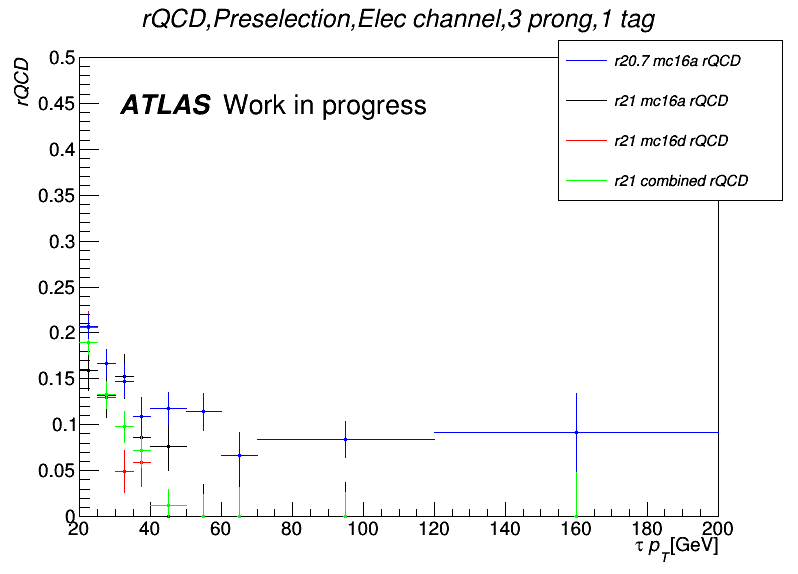 rQCD,Preselection,Elec channel,3 prong,1 tag
rQCD
ATLAS Work in progress
r20.7 mc16a rQCD
r21 mc16a rQCD
r21 mc16d rQCD
r21 combined rQCD
0.5
0.45
0.4
0.35
0.3
0.25
0.2
0.15
0.1
0.05
0
20 40 60 80 100 120 140 160 180 200
τ p_T[GeV]